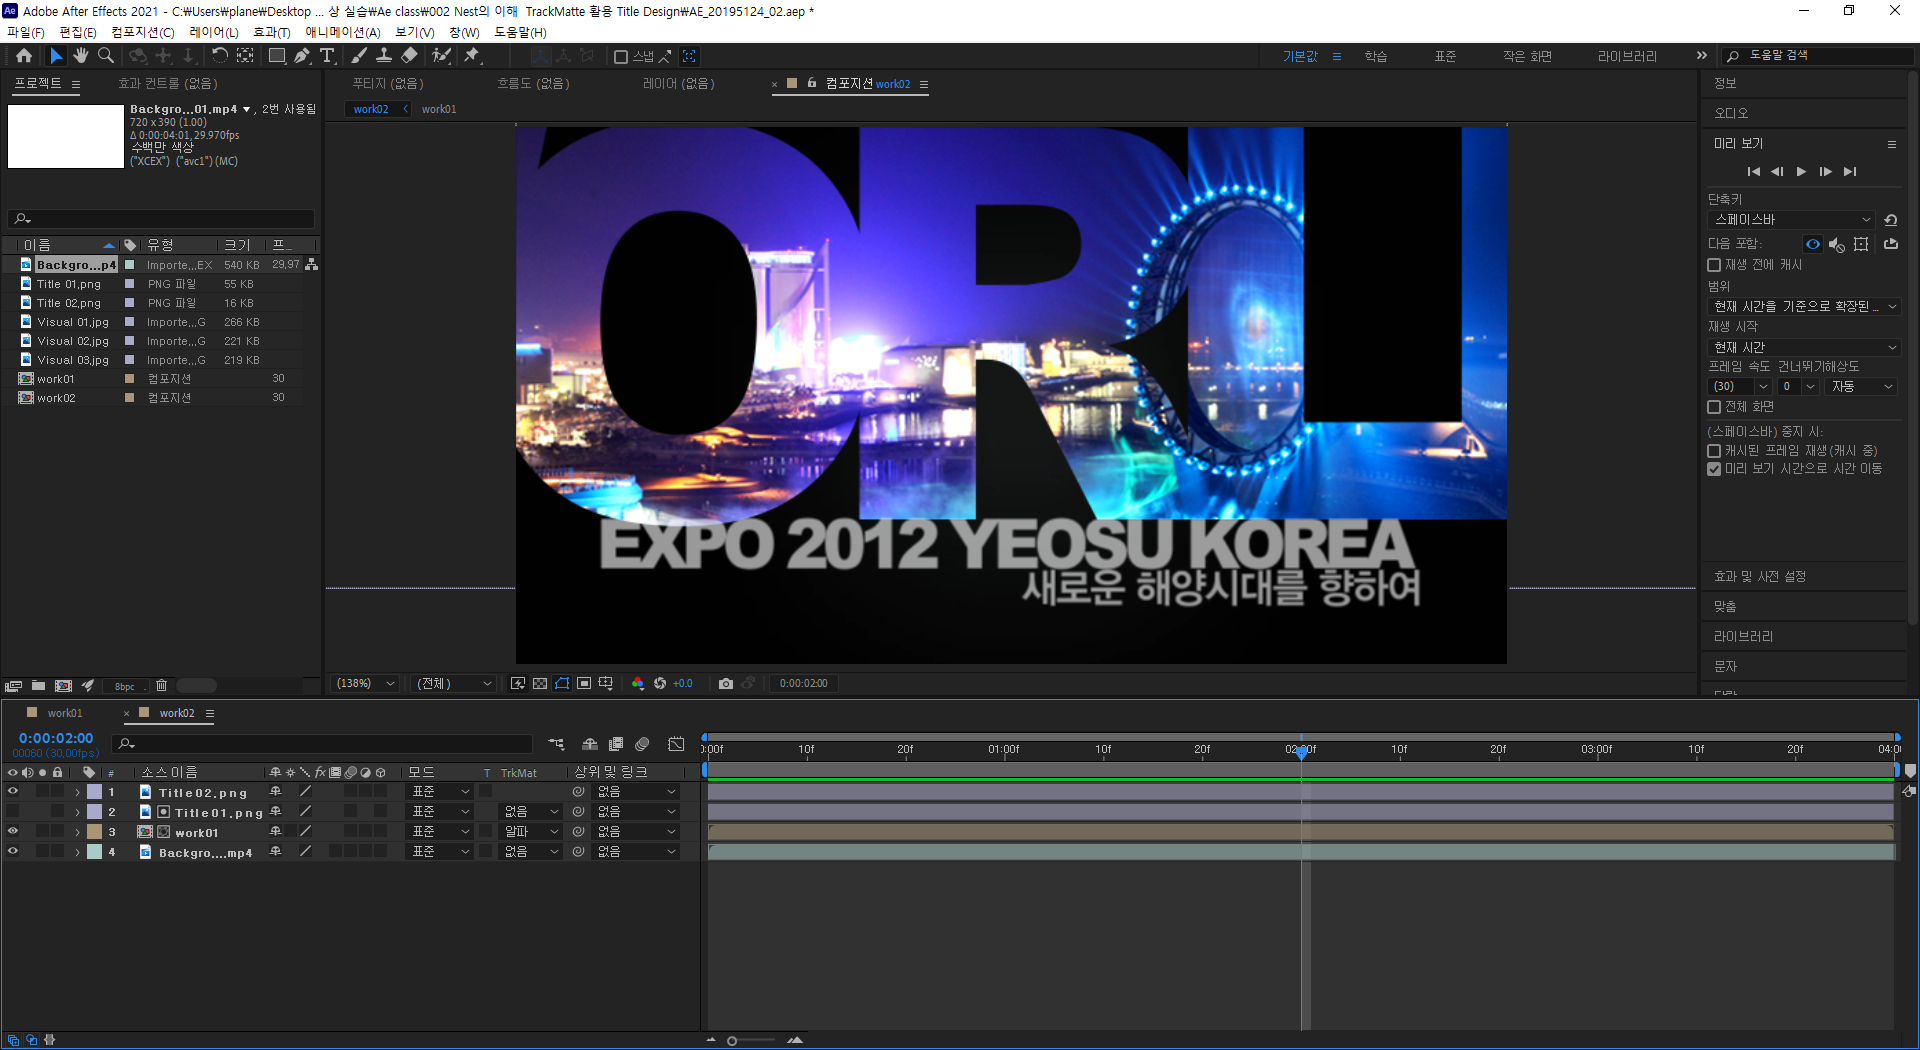 Adobe After Effects 2021 - C:₩Users₩plane₩Desktop ... 상 실습₩Ae class₩002 Nest의 이해  TrackMatte 활용 Title Design₩AE_20195124_02.aep *
파일(F) 편집(E) 컴포지션(C) 레이어(L) 효과(T) 애니메이션(A) 보기(V) 창(W) 도움말(H)
스냅 기본값 학습 표준 작은 화면 라이브러리 도움말 검색
프로젝트 효과 컨트롤 (없음) 푸티지 (없음) 흐름도 (없음) 레이어 (없음) 컴포지션 work02
work02 work01
Backgro...01.mp4 , 2번 사용됨
720 x 390 (1.00)
Δ 0:00:04:01, 29.970fps
수백만 색상
("XCEX") ("avc1") (MC)
이름 유형 크기 프...
Backgro...p4 Importe...EX 540 KB 29,97
Title 01.png PNG 파일 55 KB
Title 02.png PNG 파일 16 KB
Visual 01.jpg Importe...G 266 KB
Visual 02.jpg Importe...G 221 KB
Visual 03.jpg Importe...G 219 KB
work01 컴포지션 30
work02 컴포지션 30
8bpc
ORL
EXPO 2012 YEOSU KOREA
새로운 해양시대를 향하여
(138%) (전체) +0.0 0:00:02:00
정보
오디오
미리 보기
단축키
스페이스바
다음 포함:
재생 전에 캐시
범위
현재 시간을 기준으로 확장된 ...
재생 시작
현재 시간
프레임 속도 건너뛰기 해상도
(30) 0 자동
전체 화면
(스페이스바) 중지 시:
캐시된 프레임 재생(캐시 중)
미리 보기 시간으로 시간 이동
효과 및 사전 설정
맞춤
라이브러리
문자
work01 work02
0:00:02:00
00060 (30.00fps)
):00f 10f 20f 01:00f 10f 20f 02:00f 10f 20f 03:00f 10f 20f 04:00
# 소스 이름 fx 모드 T TrkMat 상위 및 링크
1 Title 02.png 표준 없음
2 Title 01.png 표준 없음 없음
3 work01 표준 알파 없음
4 Backgro....mp4 표준 없음 없음